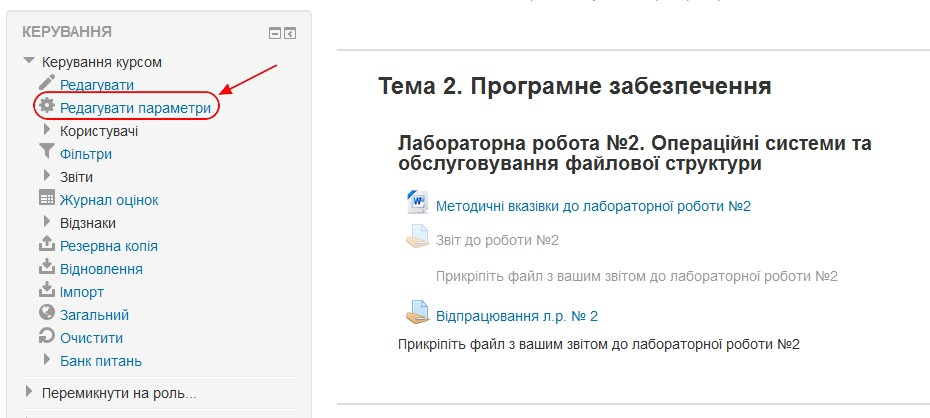 КЕРУВАННЯ
Керування курсом
Редагувати
Редагувати параметри
Користувачі
Фільтри
Звіти
Журнал оцінок
Відзнаки
Резервна копія
Відновлення
Імпорт
Загальний
Очистити
Банк питань
Перемикнути на роль...
Тема 2. Програмне забезпечення
Лабораторна робота №2. Операційні системи та
обслуговування файлової структури
Методичні вказівки до лабораторної роботи №2
Звіт до роботи №2
Прикріпіть файл з вашим звітом до лабораторної роботи №2
Відпрацювання л.р. № 2
Прикріпіть файл з вашим звітом до лабораторної роботи №2